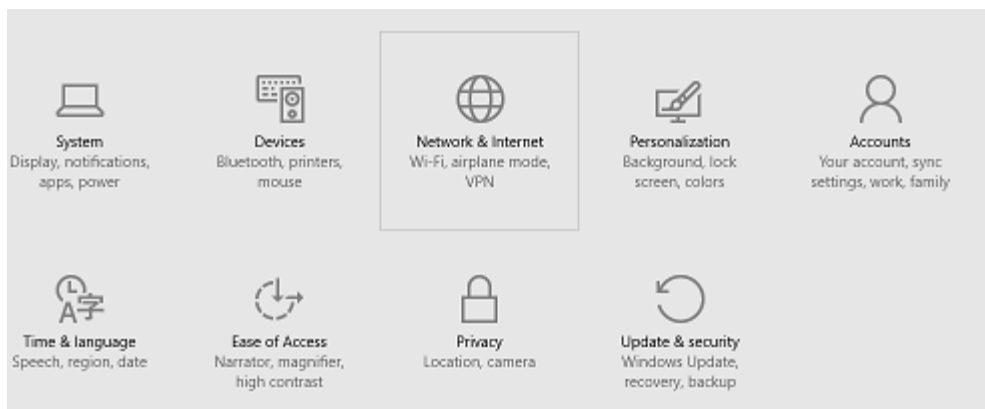 System
Display, notifications,
apps, power
Devices
Bluetooth, printers,
mouse
Network & Internet
Wi-Fi, airplane mode,
VPN
Personalization
Background, lock
screen, colors
Accounts
Your account, sync
settings, work, family
A字
Time & language
Speech, region, date
Ease of Access
Narrator, magnifier,
high contrast
Privacy
Location, camera
Update & security
Windows Update,
recovery, backup